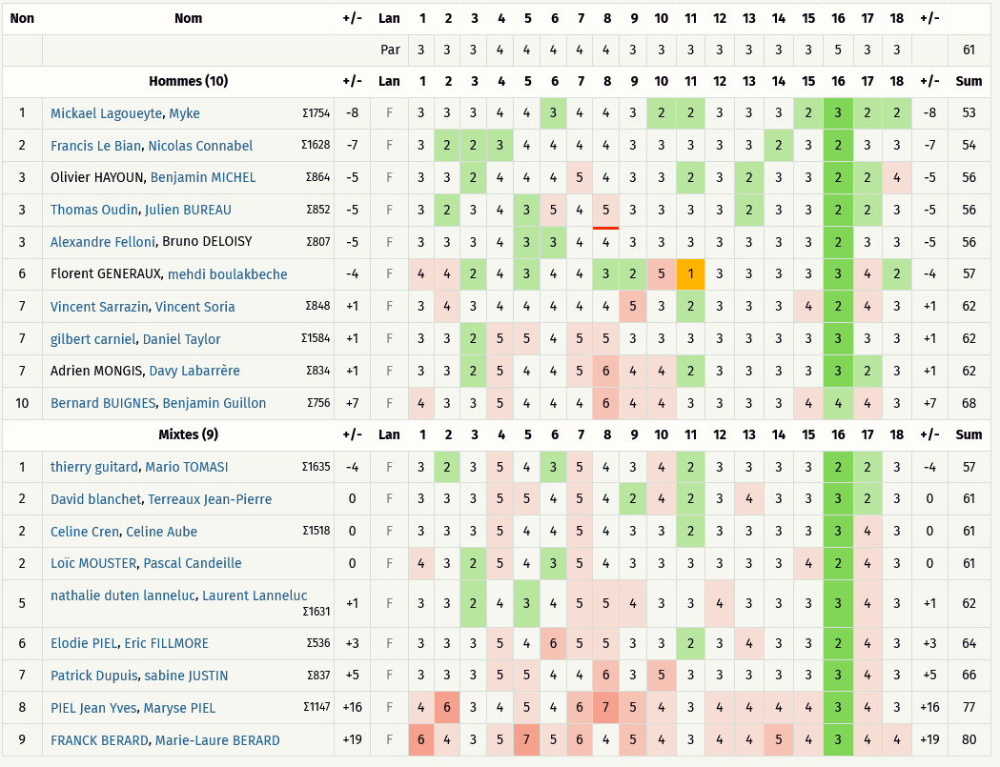 Non Nom +/- Lan 1 2 3 4 5 6 7 8 9 10 11 12 13 14 15 16 17 18 +/-
Par 3 3 3 4 4 4 4 4 3 3 3 3 3 3 3 5 3 3 61
Hommes (10) +/- Lan 1 2 3 4 5 6 7 8 9 10 11 12 13 14 15 16 17 18 +/- Sum
1 Mickael Lagoueyte, Myke Σ1754 -8 F 3 3 3 4 4 3 4 4 3 2 2 3 3 3 2 3 2 2 -8 53
2 Francis Le Bian, Nicolas Connabel Σ1628 -7 F 3 2 2 3 4 4 4 4 3 3 3 3 3 2 3 2 3 3 -7 54
3 Olivier HAYOUN, Benjamin MICHEL Σ864 -5 F 3 3 2 4 4 4 5 4 3 3 2 3 2 3 3 2 2 4 -5 56
3 Thomas Oudin, Julien BUREAU Σ852 -5 F 3 2 3 4 3 5 4 5 3 3 3 3 2 3 3 2 2 3 -5 56
3 Alexandre Felloni, Bruno DELOISY Σ807 -5 F 3 3 3 4 3 3 4 4 3 3 3 3 3 3 3 2 3 3 -5 56
6 Florent GENERAUX, mehdi boulakbeche -4 F 4 4 2 4 3 4 4 3 2 5 1 3 3 3 3 3 4 2 -4 57
7 Vincent Sarrazin, Vincent Soria Σ848 +1 F 3 4 3 4 4 4 4 4 5 3 2 3 3 3 4 2 4 3 +1 62
7 gilbert carniel, Daniel Taylor Σ1584 +1 F 3 3 2 5 5 4 5 5 3 3 3 3 3 3 3 3 3 3 +1 62
7 Adrien MONGIS, Davy Labarrère Σ834 +1 F 3 3 2 5 4 4 5 6 4 4 2 3 3 3 3 3 2 3 +1 62
10 Bernard BUIGNES, Benjamin Guillon Σ756 +7 F 4 3 3 5 4 4 4 6 4 4 3 3 3 3 4 4 4 3 +7 68
Mixtes (9) +/- Lan 1 2 3 4 5 6 7 8 9 10 11 12 13 14 15 16 17 18 +/- Sum
1 thierry guitard, Mario TOMASI Σ1635 -4 F 3 2 3 5 4 3 5 4 3 4 2 3 3 3 3 2 2 3 -4 57
2 David blanchet, Terreaux Jean-Pierre 0 F 3 3 3 5 5 4 5 4 2 4 2 3 4 3 3 3 2 3 0 61
2 Celine Cren, Celine Aube Σ1518 0 F 3 3 3 5 4 4 5 4 3 3 2 3 3 3 3 3 4 3 0 61
2 Loïc MOUSTER, Pascal Candeille 0 F 4 3 2 5 4 3 5 4 3 3 3 3 3 3 4 2 4 3 0 61
5 nathalie duten lanneluc, Laurent Lanneluc Σ1631 +1 F 3 3 2 4 3 4 5 5 4 3 3 4 3 3 3 3 4 3 +1 62
6 Elodie PIEL, Eric FILLMORE Σ536 +3 F 3 3 3 5 4 6 5 5 3 3 2 3 4 3 3 2 4 3 +3 64
7 Patrick Dupuis, sabine JUSTIN Σ837 +5 F 3 3 3 5 5 4 4 6 3 5 3 3 3 3 3 3 4 3 +5 66
8 PIEL Jean Yves, Maryse PIEL Σ1147 +16 F 4 6 3 4 5 4 6 7 5 4 3 4 4 4 4 3 4 3 +16 77
9 FRANCK BERARD, Marie-Laure BERARD +19 F 6 4 3 5 7 5 6 4 5 4 3 4 4 5 4 3 4 4 +19 80